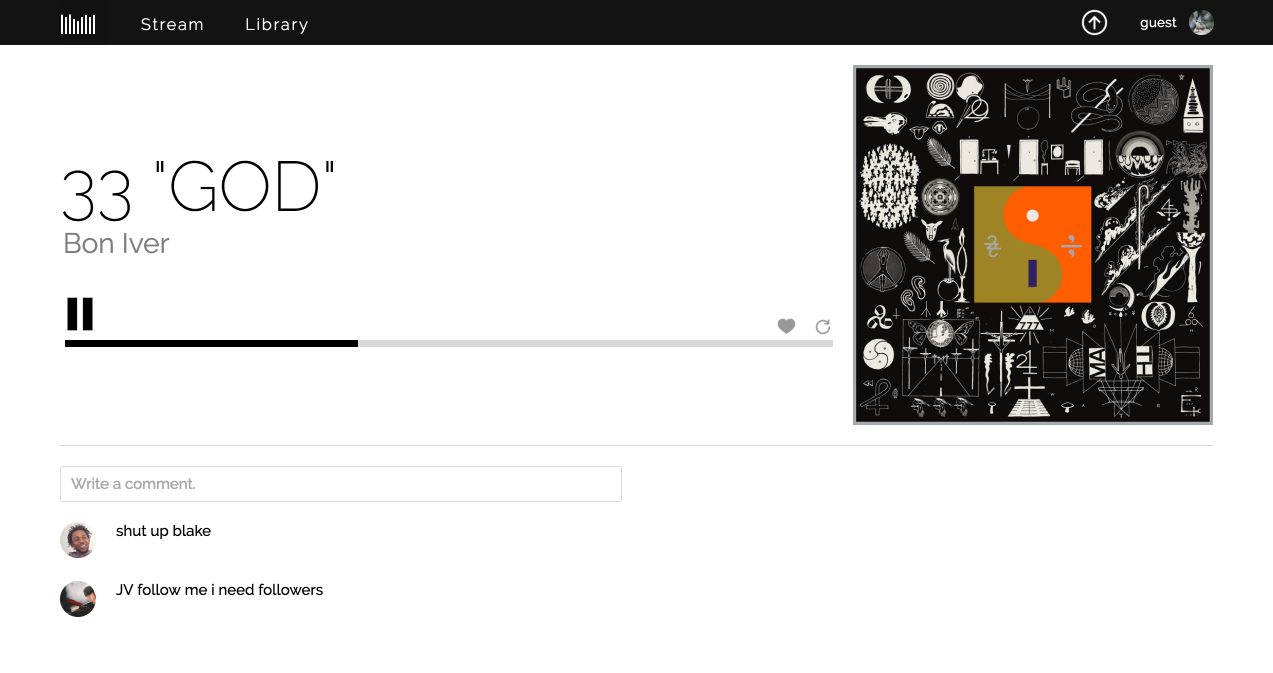 Stream Library guest
33 "GOD"
Bon Iver
Write a comment.
shut up blake
JV follow me i need followers